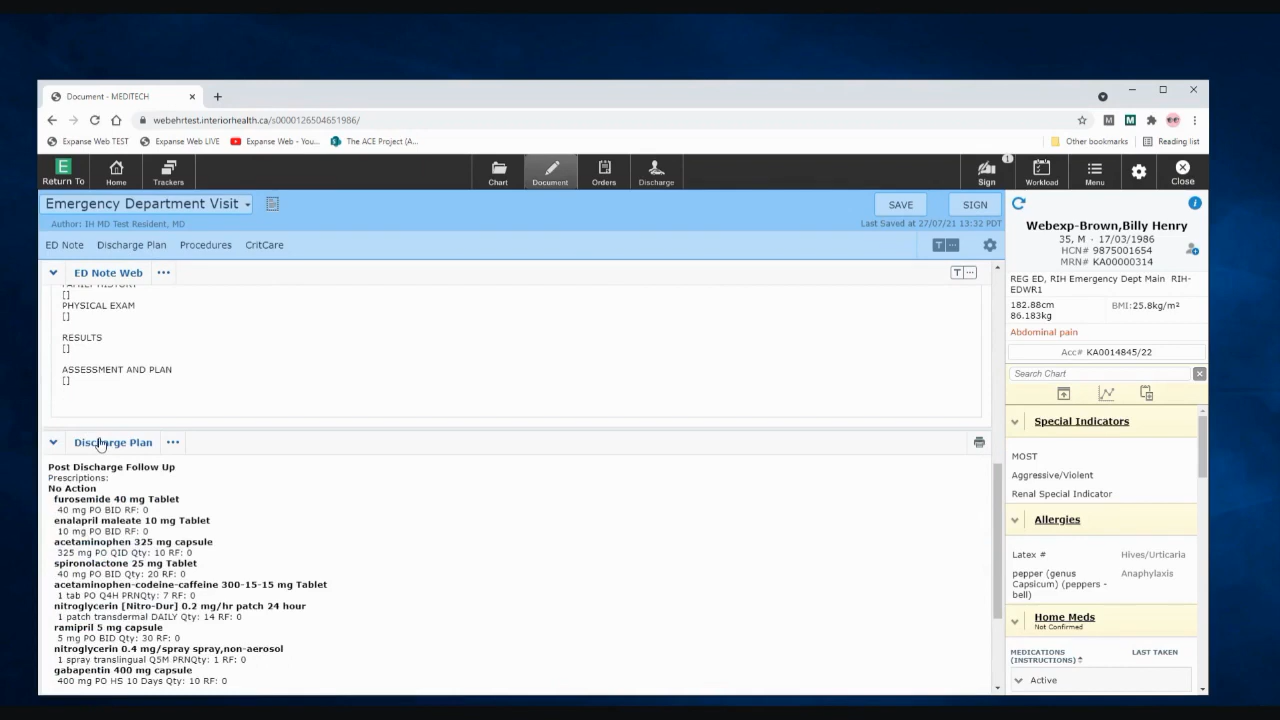 Document - MEDITECH
webehrtest.interiorhealth.ca/s0000126504651986/
Expanse Web TEST
Expanse Web LIVE
Expanse Web - You...
The ACE Project (A...
Other bookmarks
Reading list
Return To
Home
Trackers
Chart
Document
Orders
Discharge
Sign
1
Workload
Menu
Close
Emergency Department Visit
SAVE
SIGN
Author: IH MD Test Resident, MD
Last Saved at 27/07/21 13:32 PDT
ED Note
Discharge Plan
Procedures
CritCare
ED Note Web
FAMILY HISTORY
[]
PHYSICAL EXAM
[]
RESULTS
[]
ASSESSMENT AND PLAN
[]
Discharge Plan
Post Discharge Follow Up
Prescriptions:
No Action
furosemide 40 mg Tablet
40 mg PO BID RF: 0
enalapril maleate 10 mg Tablet
10 mg PO BID RF: 0
acetaminophen 325 mg capsule
325 mg PO QID Qty: 10 RF: 0
spironolactone 25 mg Tablet
40 mg PO BID Qty: 20 RF: 0
acetaminophen-codeine-caffeine 300-15-15 mg Tablet
1 tab PO Q4H PRNQty: 7 RF: 0
nitroglycerin [Nitro-Dur] 0.2 mg/hr patch 24 hour
1 patch transdermal DAILY Qty: 14 RF: 0
ramipril 5 mg capsule
5 mg PO BID Qty: 30 RF: 0
nitroglycerin 0.4 mg/spray spray,non-aerosol
1 spray translingual Q5M PRNQty: 1 RF: 0
gabapentin 400 mg capsule
400 mg PO HS 10 Days Qty: 10 RF: 0
Webexp-Brown,Billy Henry
35, M - 17/03/1986
HCN# 9875001654
MRN# KA00000314
REG ED, RIH Emergency Dept Main RIH-
EDWR1
182.88cm
BMI:25.8kg/m²
86.183kg
Abdominal pain
Acc# KA0014845/22
Search Chart
Special Indicators
MOST
Aggressive/Violent
Renal Special Indicator
Allergies
Latex #
Hives/Urticaria
pepper (genus
Anaphylaxis
Capsicum) (peppers -
bell)
Home Meds
Not Confirmed
MEDICATIONS
LAST TAKEN
(INSTRUCTIONS)
Active